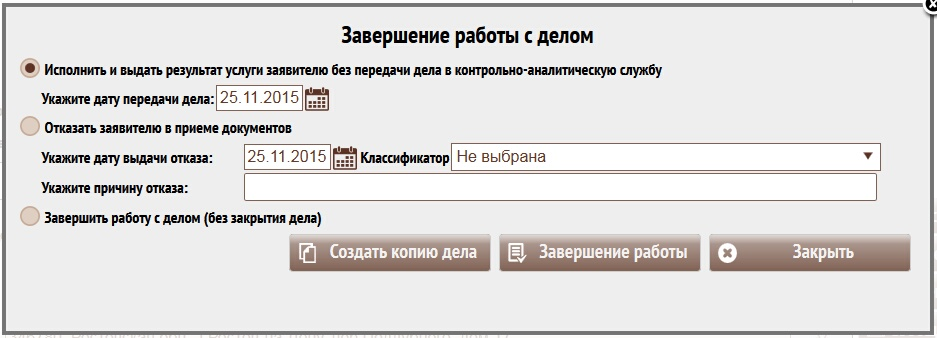 Завершение работы с делом
Исполнить и выдать результат услуги заявителю без передачи дела в контрольно-аналитическую службу
Укажите дату передачи дела: 25.11.2015
Отказать заявителю в приеме документов
Укажите дату выдачи отказа: 25.11.2015 Классификатор Не выбрана
Укажите причину отказа:
Завершить работу с делом (без закрытия дела)
Создать копию дела Завершение работы Закрыть